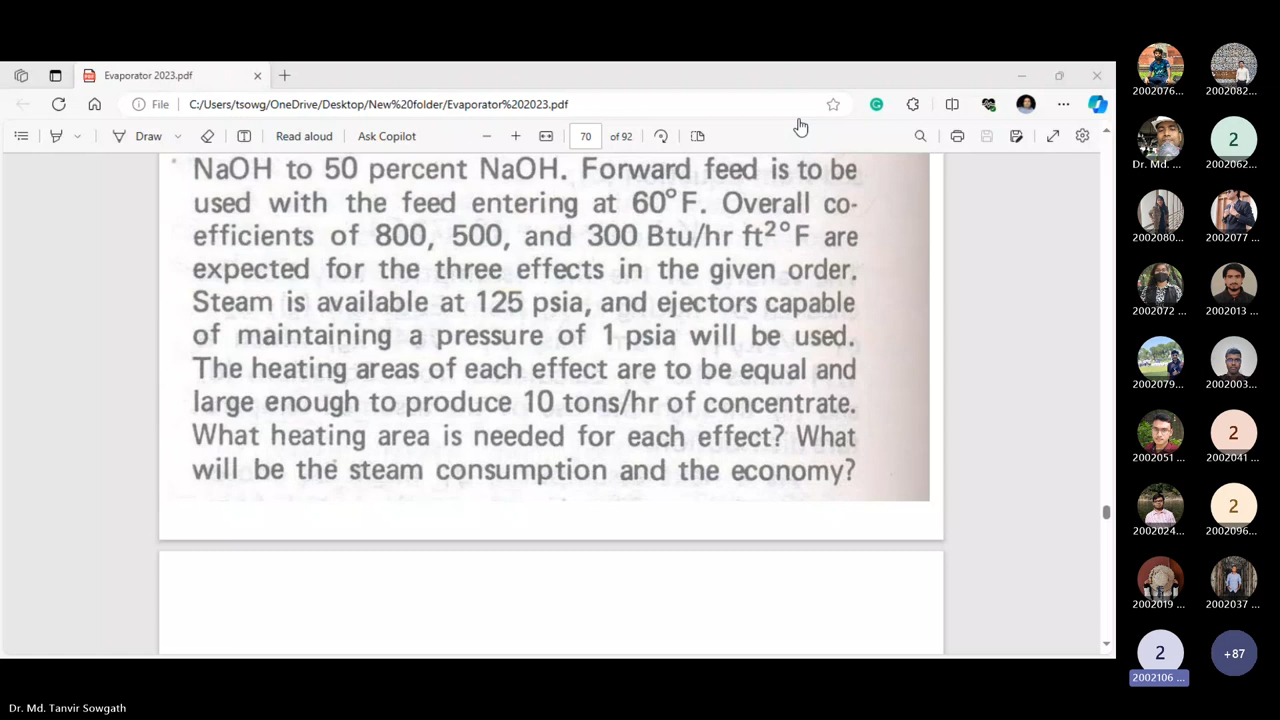 Evaporator 2023.pdf
File
C:/Users/tsowg/OneDrive/Desktop/New%20folder/Evaporator%202023.pdf
Draw
Read aloud
Ask Copilot
70
of 92
NaOH to 50 percent NaOH. Forward feed is to be
used with the feed entering at 60°F. Overall co-
efficients of 800, 500, and 300 Btu/hr ft²°F are
expected for the three effects in the given order.
Steam is available at 125 psia, and ejectors capable
of maintaining a pressure of 1 psia will be used.
The heating areas of each effect are to be equal and
large enough to produce 10 tons/hr of concentrate.
What heating area is needed for each effect? What
will be the steam consumption and the economy?
2002076...
2002082...
Dr. Md. ...
2
2002062...
2002080...
2002077 ...
2002072 ...
2002013 ...
2002079...
2002003...
2002051 ...
2
2002041 ...
2002024...
2
2002096...
2002019 ...
2002037 ...
2
2002106 ...
+87
Dr. Md. Tanvir Sowgath